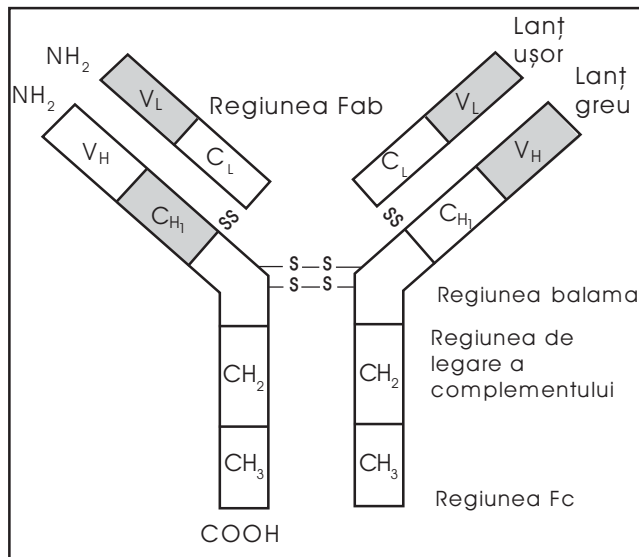 Lanț
ușor
NH2
Lanț
greu
NH2
VL
Regiunea Fab
VL
VH
CL
CL
VH
CH1
CH1
SS
SS
S S
S S
Regiunea balama
Regiunea de
legare a
complementului
CH2
CH2
CH3
CH3
Regiunea Fc
COOH